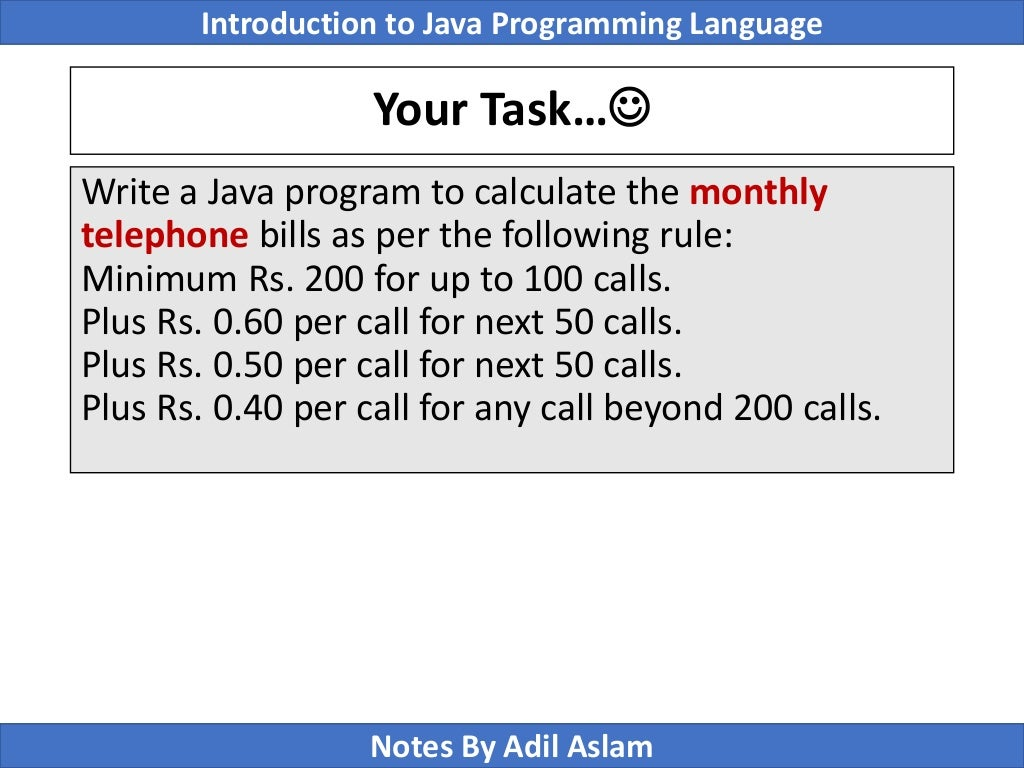 Introduction to Java Programming Language
Your Task…☺
Write a Java program to calculate the monthly
telephone bills as per the following rule:
Minimum Rs. 200 for up to 100 calls.
Plus Rs. 0.60 per call for next 50 calls.
Plus Rs. 0.50 per call for next 50 calls.
Plus Rs. 0.40 per call for any call beyond 200 calls.
Notes By Adil Aslam